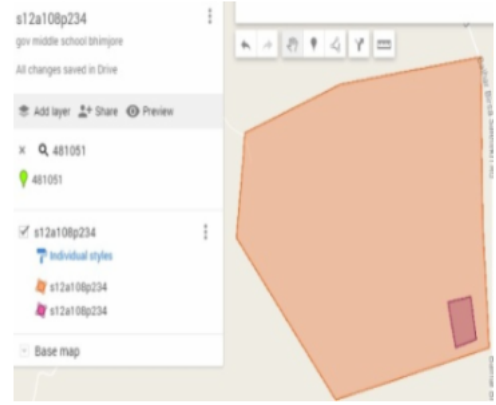 s12a108p234
gov middle school bhimjore
All changes saved in Drive
Add layer Share Preview
481051
481051
s12a108p234
Individual styles
s12a108p234
s12a108p234
Base map